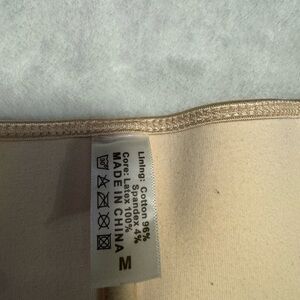 Lining: Cotton 96%
Spandex 4%
Core: Latex 100%
MADE IN CHINA
M